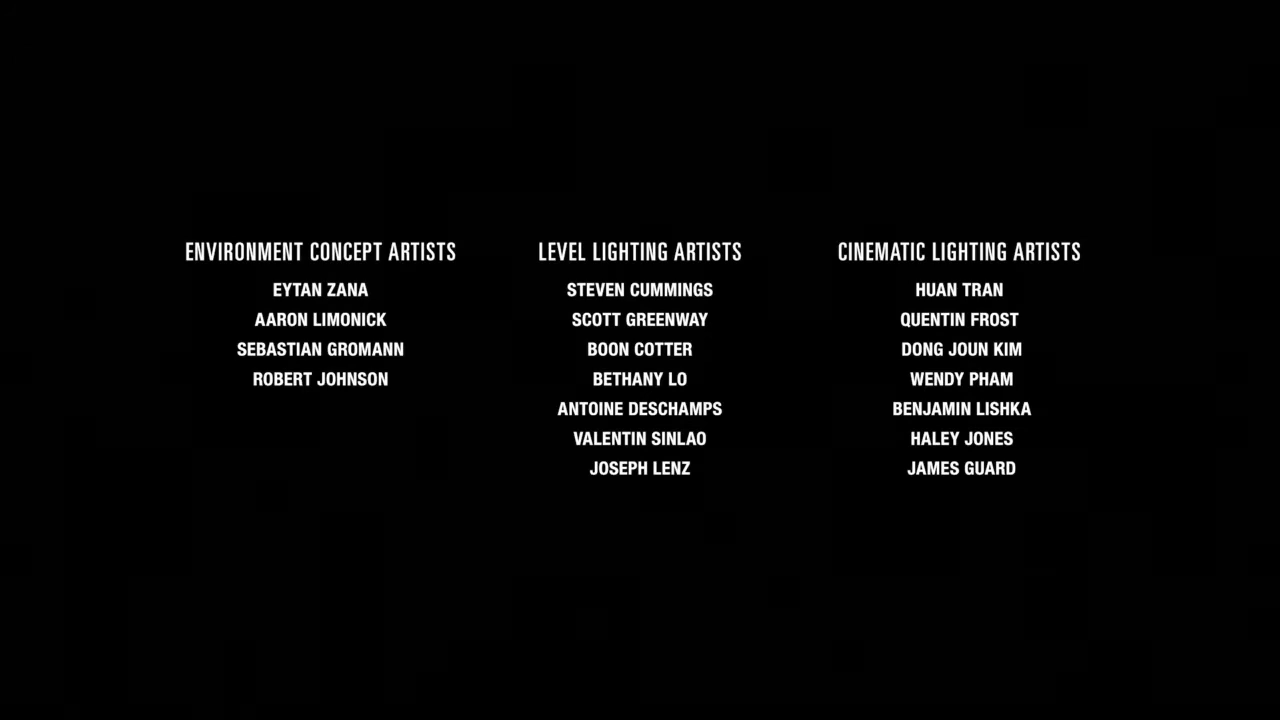 ENVIRONMENT CONCEPT ARTISTS
EYTAN ZANA
AARON LIMONICK
SEBASTIAN GROMANN
ROBERT JOHNSON
LEVEL LIGHTING ARTISTS
STEVEN CUMMINGS
SCOTT GREENWAY
BOON COTTER
BETHANY LO
ANTOINE DESCHAMPS
VALENTIN SINLAO
JOSEPH LENZ
CINEMATIC LIGHTING ARTISTS
HUAN TRAN
QUENTIN FROST
DONG JOUN KIM
WENDY PHAM
BENJAMIN LISHKA
HALEY JONES
JAMES GUARD